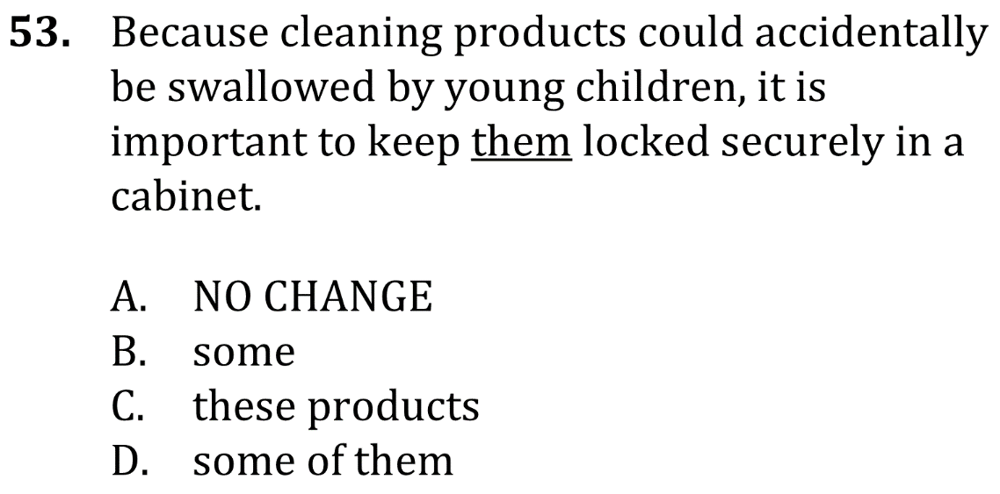 53. Because cleaning products could accidentally
be swallowed by young children, it is
important to keep them locked securely in a
cabinet.
A. NO CHANGE
B. some
C. these products
D. some of them